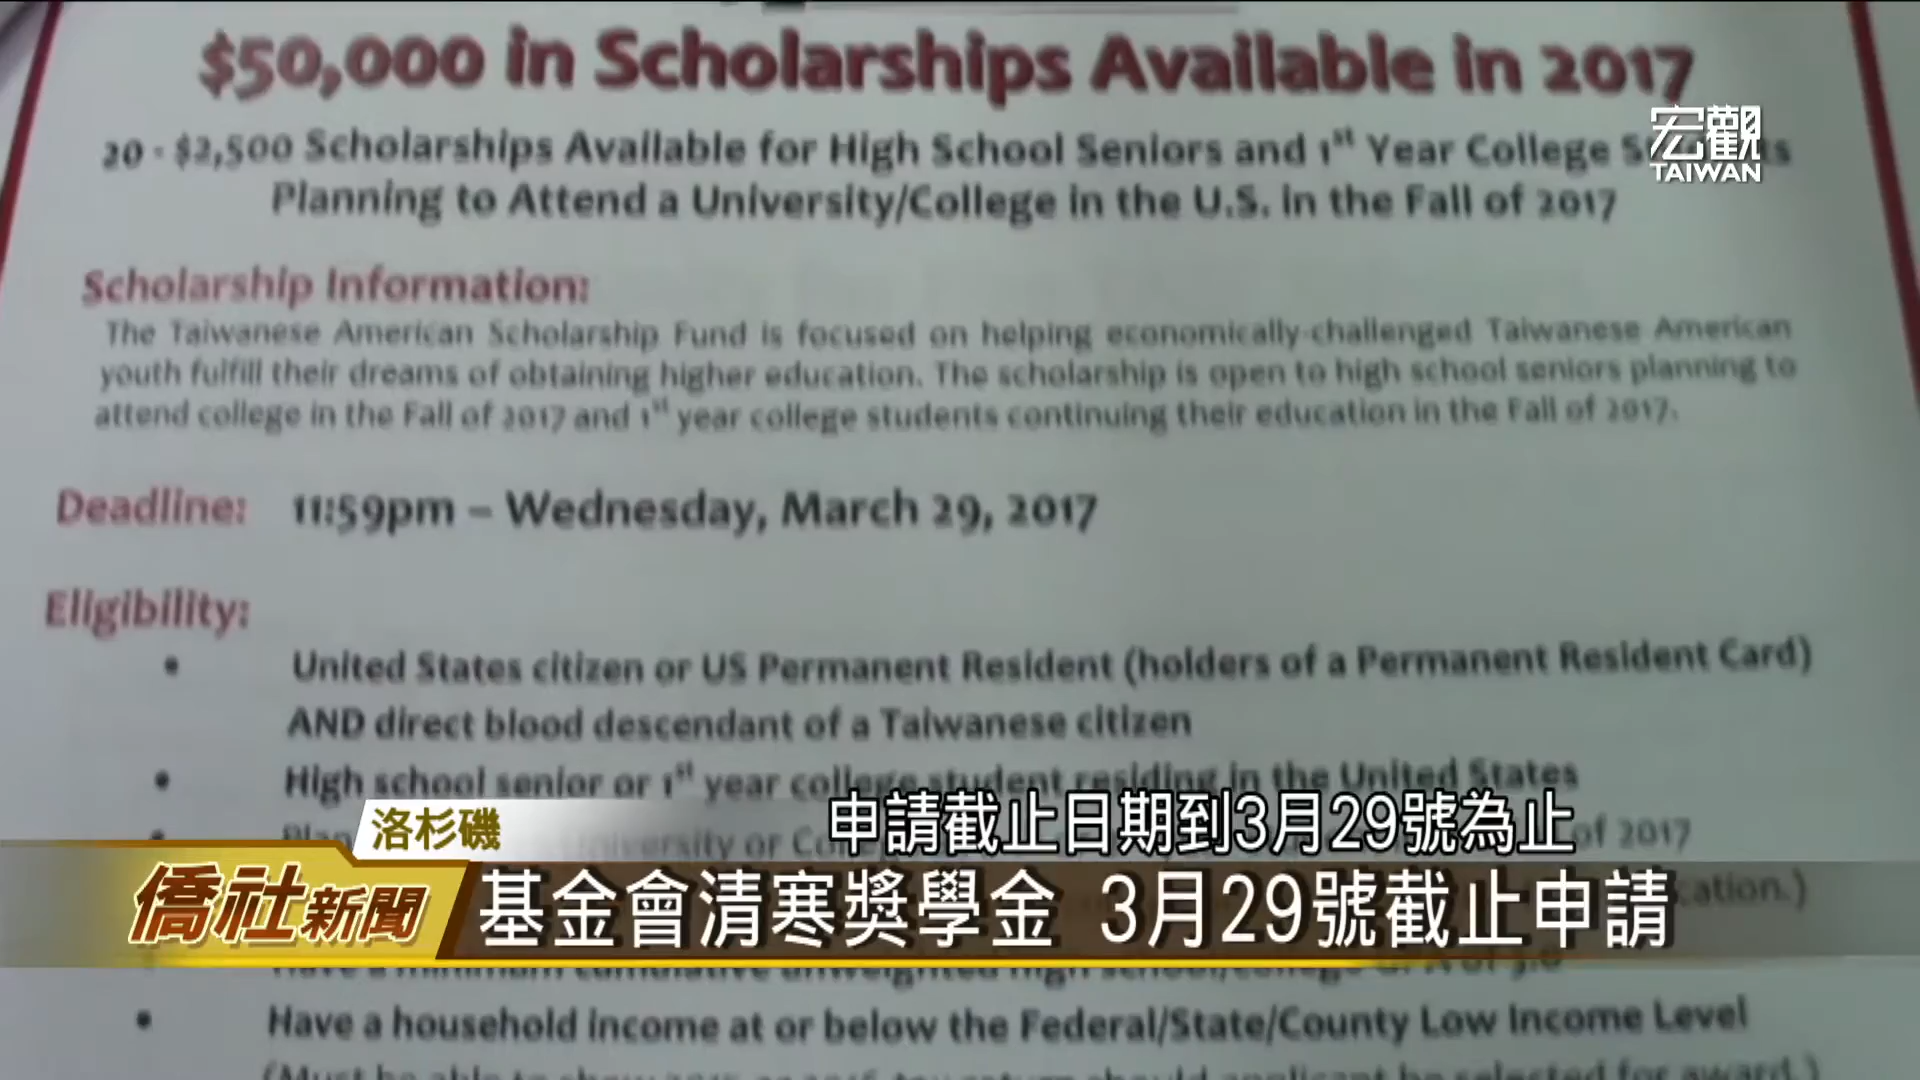 $50,000 in Scholarships Available in 2017
20 - $2,500 Scholarships Available for High School Seniors and 1st Year College
宏觀
TAIWAN
Planning to Attend a University/College in the U.S. in the Fall of 2017
Scholarship Information:
The Taiwanese American Scholarship Fund is focused on helping economically-challenged Taiwanese American
youth fulfill their dreams of obtaining higher education. The scholarship is open to high school seniors planning to
attend college in the Fall of 2017 and 1st year college students continuing their education in the Fall of 2017.
Deadline: 11:59pm – Wednesday, March 29, 2017
Eligibility:
• United States citizen or US Permanent Resident (holders of a Permanent Resident Card)
AND direct blood descendant of a Taiwanese citizen
• High school senior or 1st year college student residing in the United States
洛杉磯
申請截止日期到3月29號為止
of 2017
僑社新聞
基金會清寒獎學金 3月29號截止申請
• Have a household income at or below the Federal/State/County Low Income Level